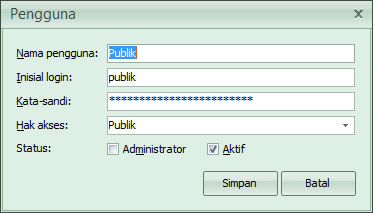 Pengguna
Nama pengguna: Publik
Inisial login: publik
Kata-sandi: ************************
Hak akses: Publik
Status: Administrator Aktif
Simpan Batal